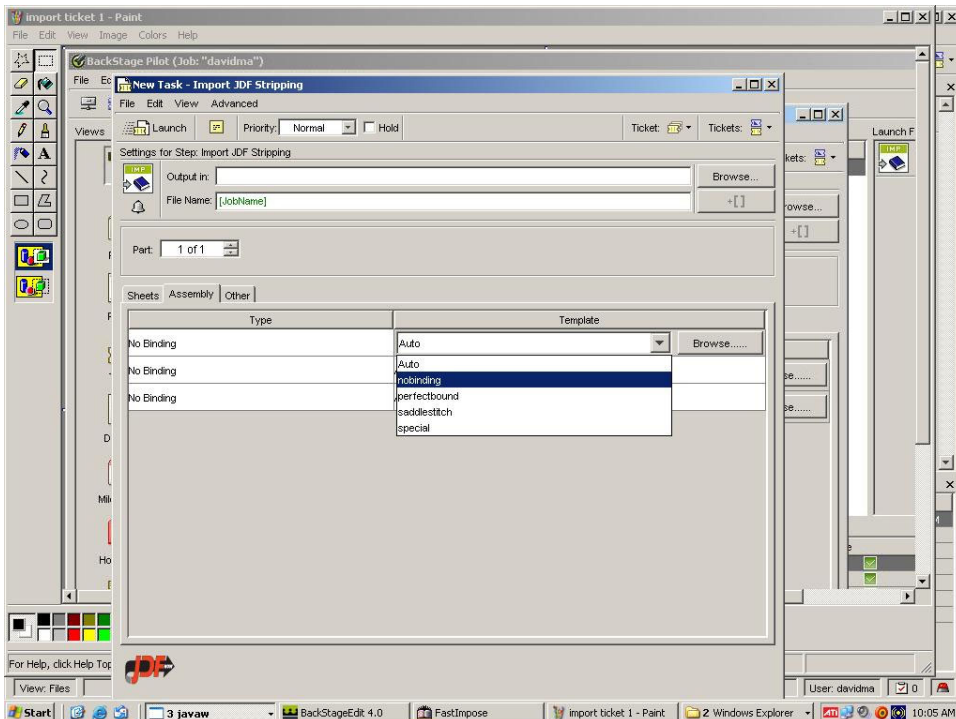 import ticket 1 - Paint
File Edit View Image Colors Help
BackStage Pilot (Job: "davidma")
File
New Task - Import JDF Stripping
File Edit View Advanced
Launch Priority: Normal Hold Ticket: Tickets:
Views
Launch F
Settings for Step: Import JDF Stripping
IMP
Output in: Browse...
File Name: [JobName] +[]
kets:
IMP
rowse...
+[]
Part: 1 of 1
Sheets Assembly Other
Type Template
No Binding Auto Browse......
No Binding Auto
No Binding nobinding
perfectbound
saddlestitch
special
se......
se......
D
Mil
Ho
For Help, click Help Top
JDF
View: Files User: davidma 0
Start 3 javaw BackStageEdit 4.0 FastImpose import ticket 1 - Paint 2 Windows Explorer 10:05 AM